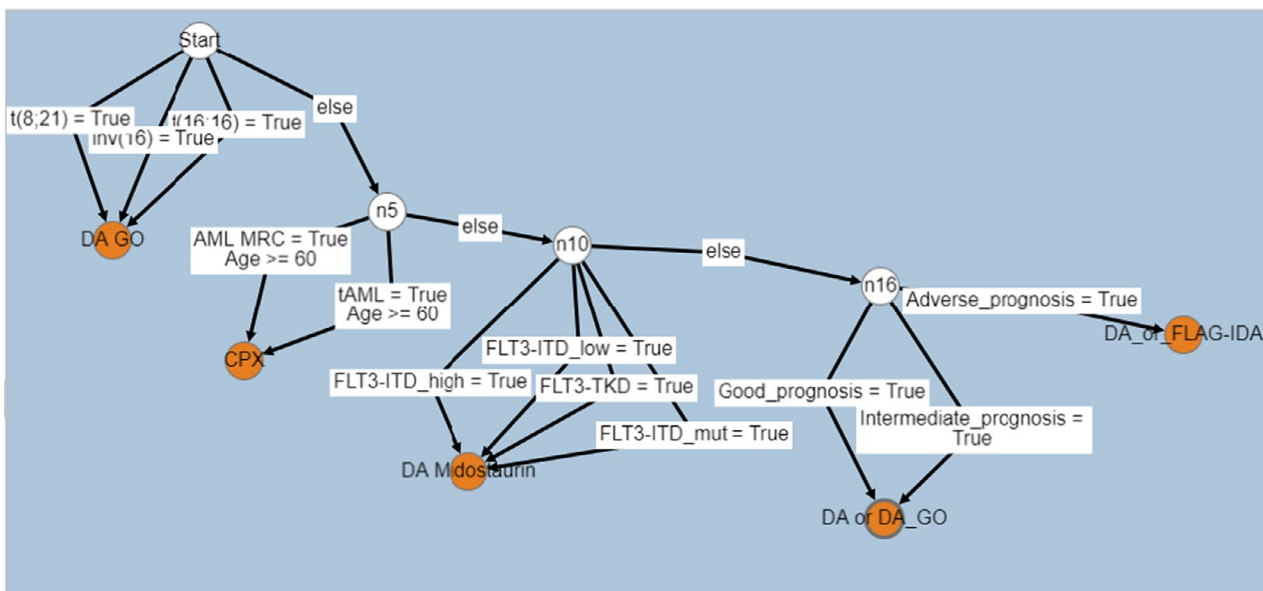 Start
t(8;21) = True
inv(16) = True
t(16;16) = True
else
DA GO
n5
AML MRC = True
Age >= 60
tAML = True
Age >= 60
else
CPX
n10
FLT3-ITD_high = True
FLT3-ITD_low = True
FLT3-TKD = True
FLT3-ITD_mut = True
else
DA Midostaurin
n16
Adverse_prognosis = True
DA_or_FLAG-IDA
Good_prognosis = True
Intermediate_prognosis =
True
DA or DA_GO